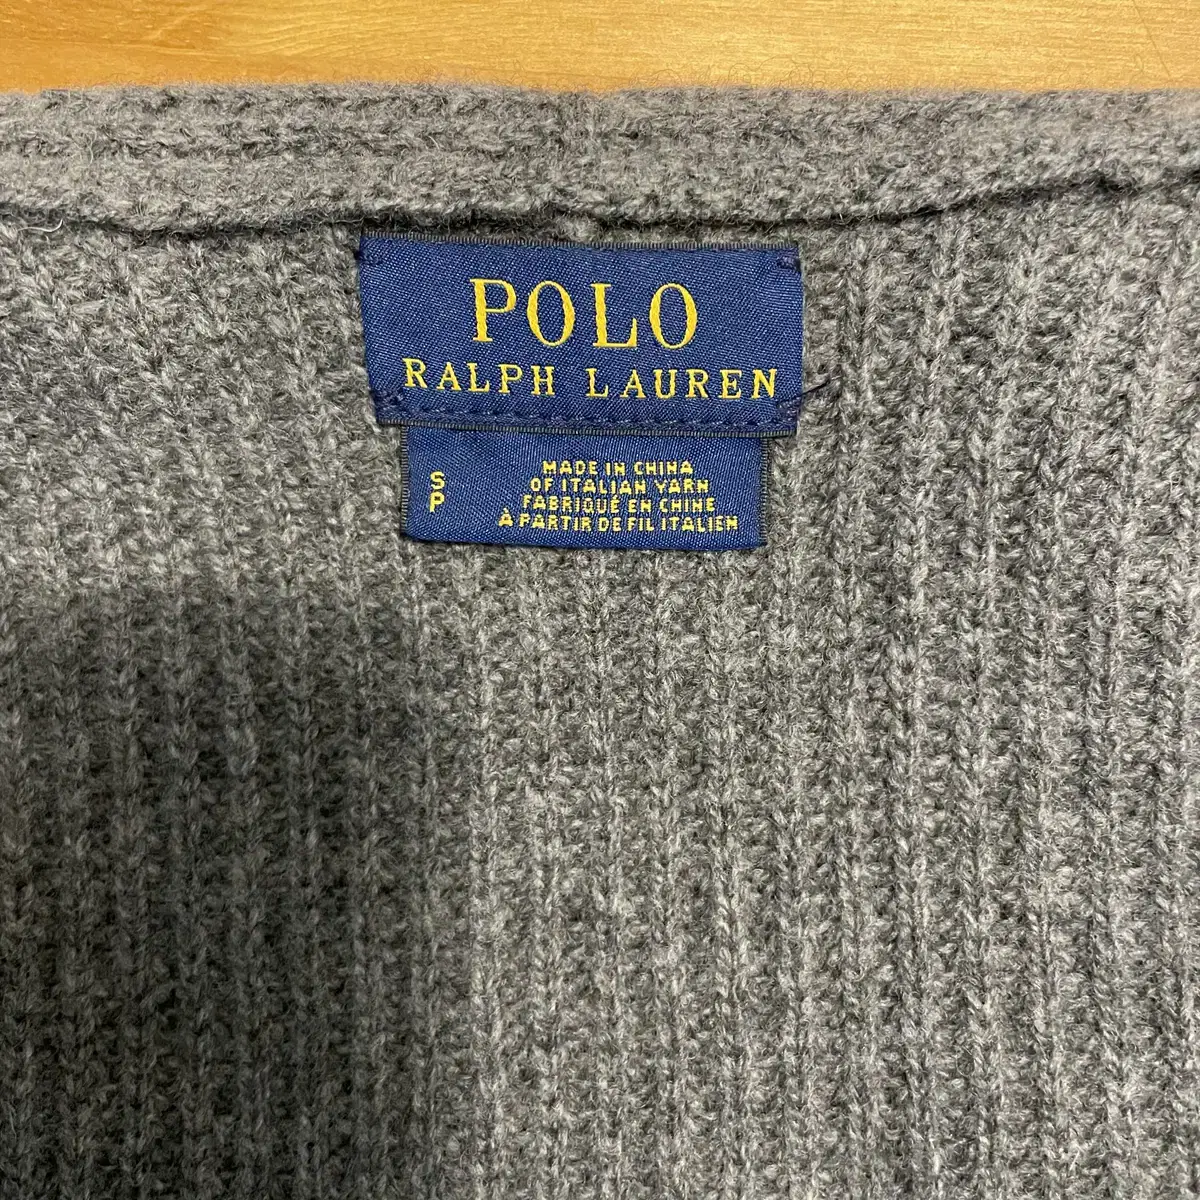 POLO
RALPH LAUREN
S
P
MADE IN CHINA
OF ITALIAN YARN
FABRIQUÉ EN CHINE
À PARTIR DE FIL ITALIEN